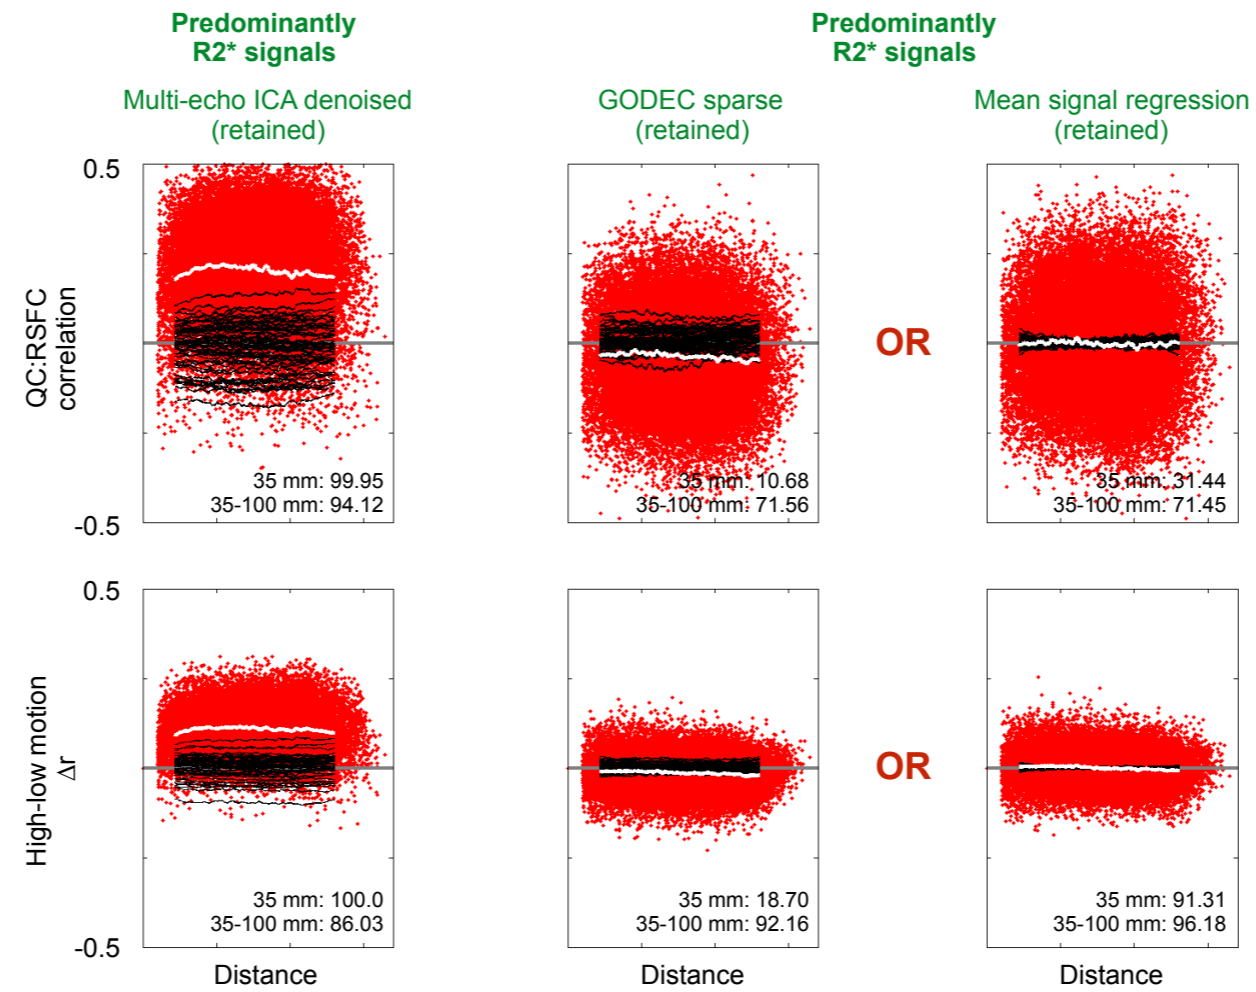 Predominantly
R2* signals
Predominantly
R2* signals
Multi-echo ICA denoised
(retained)
GODEC sparse
(retained)
Mean signal regression
(retained)
0.5
QC:RSFC
correlation
-0.5
35 mm: 99.95
35-100 mm: 94.12
35 mm: 10.68
35-100 mm: 71.56
OR
35 mm: 31.44
35-100 mm: 71.45
0.5
High-low motion
Δr
-0.5
35 mm: 100.0
35-100 mm: 86.03
35 mm: 18.70
35-100 mm: 92.16
OR
35 mm: 91.31
35-100 mm: 96.18
Distance
Distance
Distance